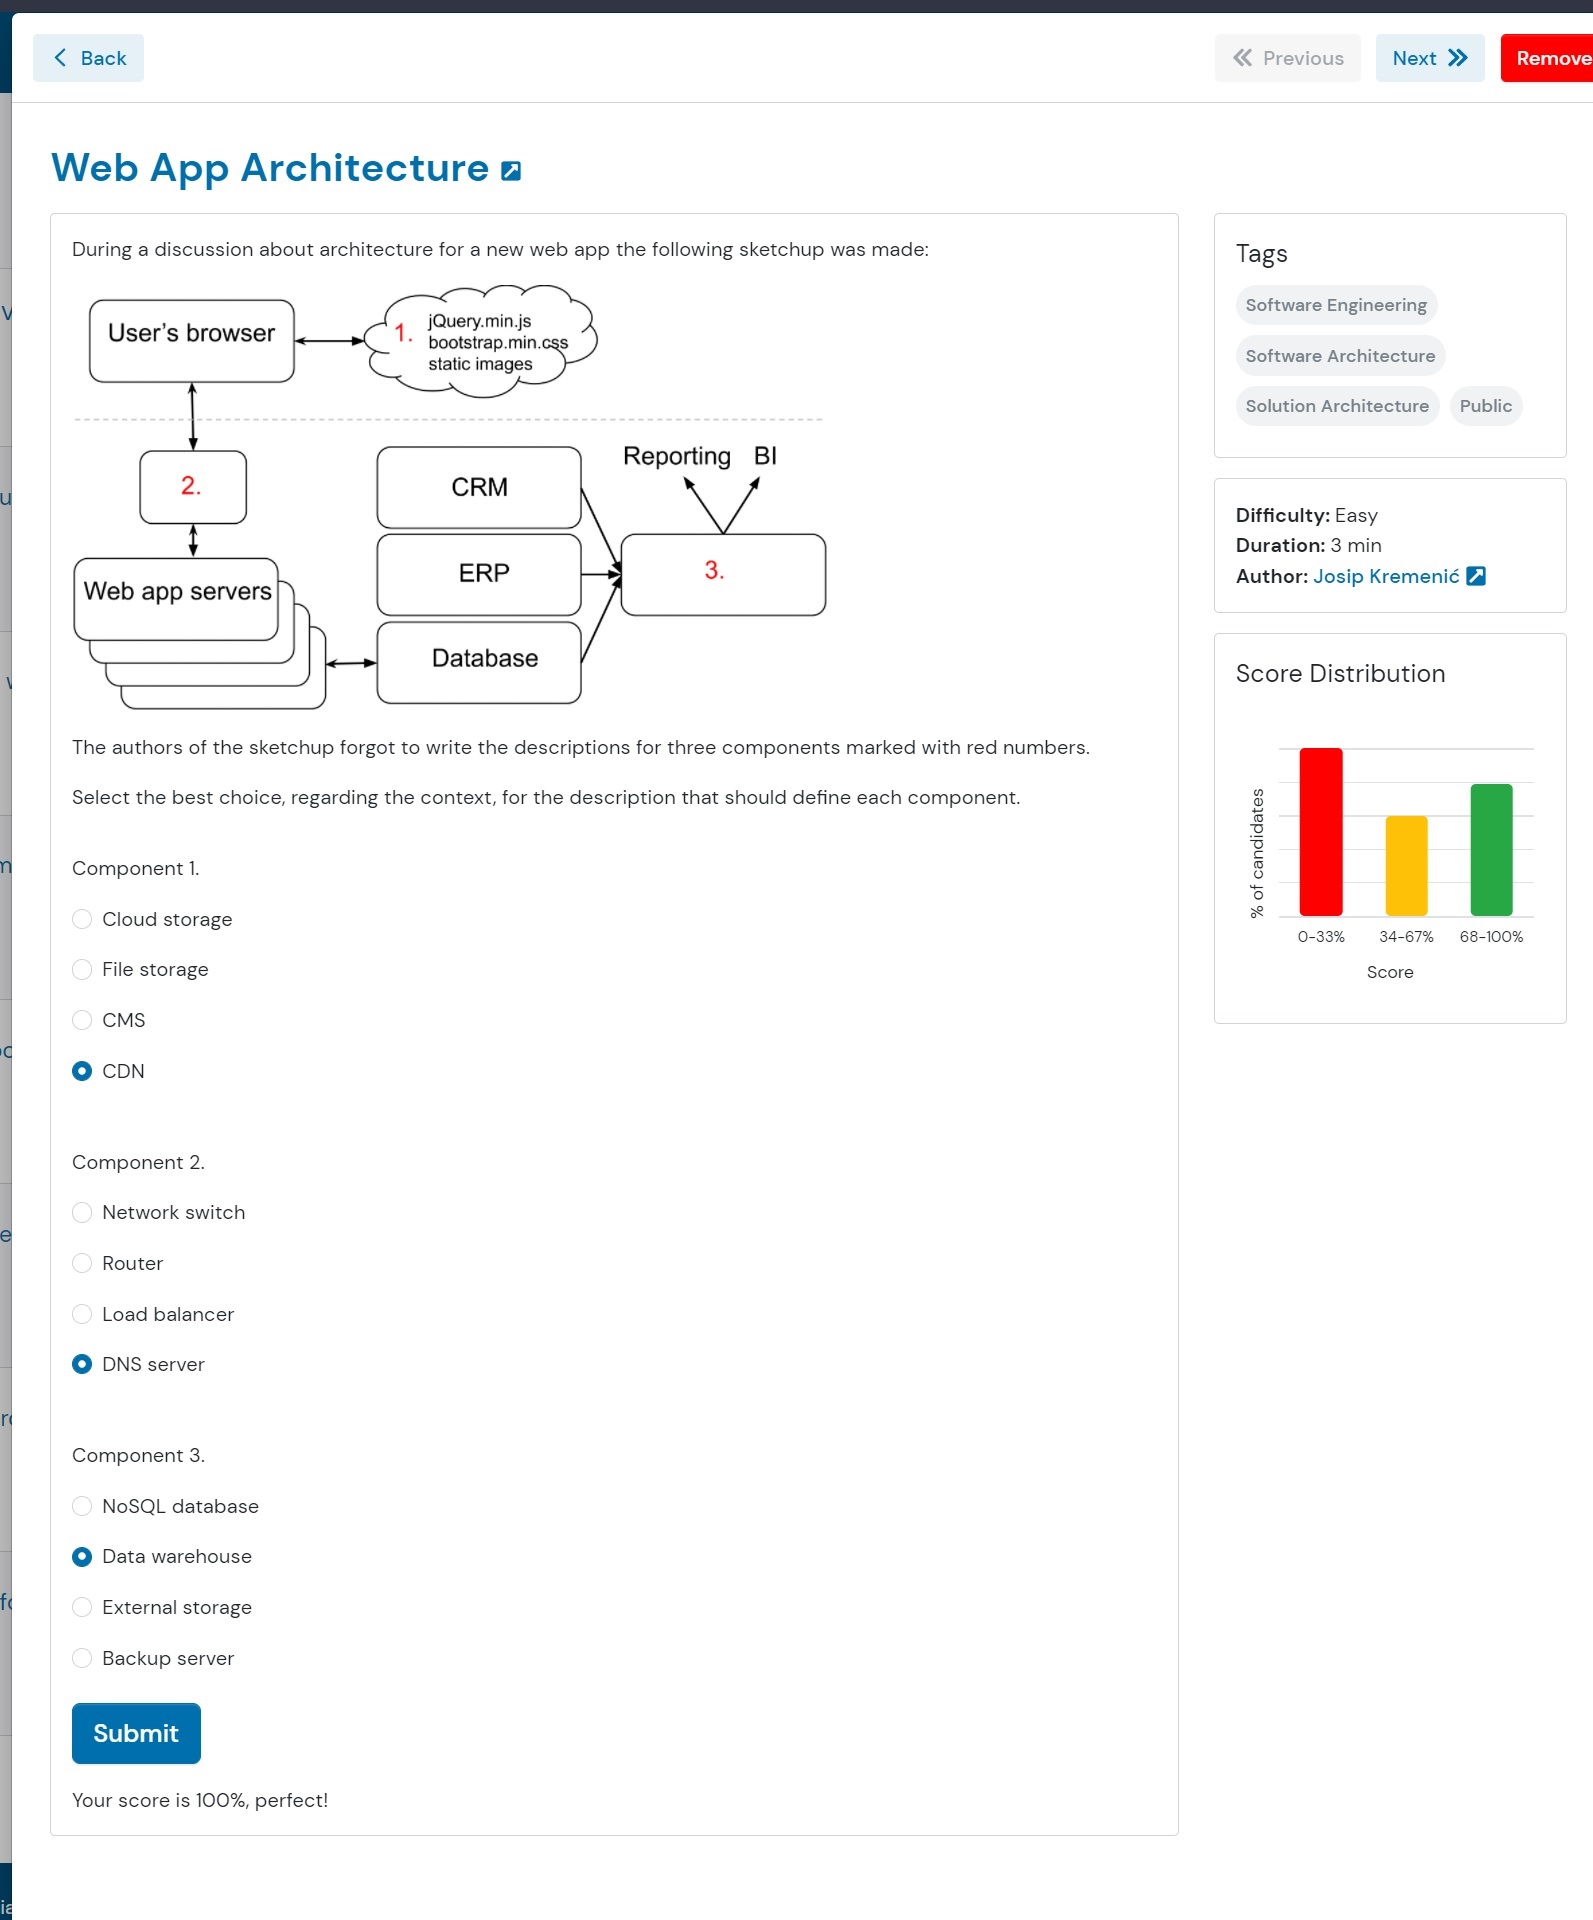 Back
Previous
Next
Remove
Web App Architecture
During a discussion about architecture for a new web app the following sketchup was made:
User's browser
1.
jQuery.min.js
bootstrap.min.css
static images
2.
Web app servers
CRM
ERP
Database
Reporting BI
3.
The authors of the sketchup forgot to write the descriptions for three components marked with red numbers.
Select the best choice, regarding the context, for the description that should define each component.
Component 1.
Cloud storage
File storage
CMS
CDN
Component 2.
Network switch
Router
Load balancer
DNS server
Component 3.
NoSQL database
Data warehouse
External storage
Backup server
Submit
Your score is 100%, perfect!
Tags
Software Engineering
Software Architecture
Solution Architecture
Public
Difficulty: Easy
Duration: 3 min
Author: Josip Kremenić
Score Distribution
% of candidates
0-33%
34-67%
68-100%
Score